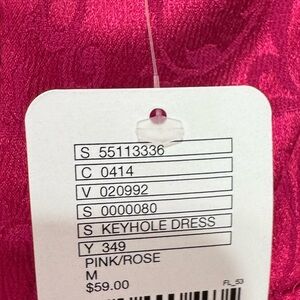 S 55113336
C 0414
V 020992
S 0000080
S KEYHOLE DRESS
Y 349
PINK/ROSE
M
$59.00
FL_53